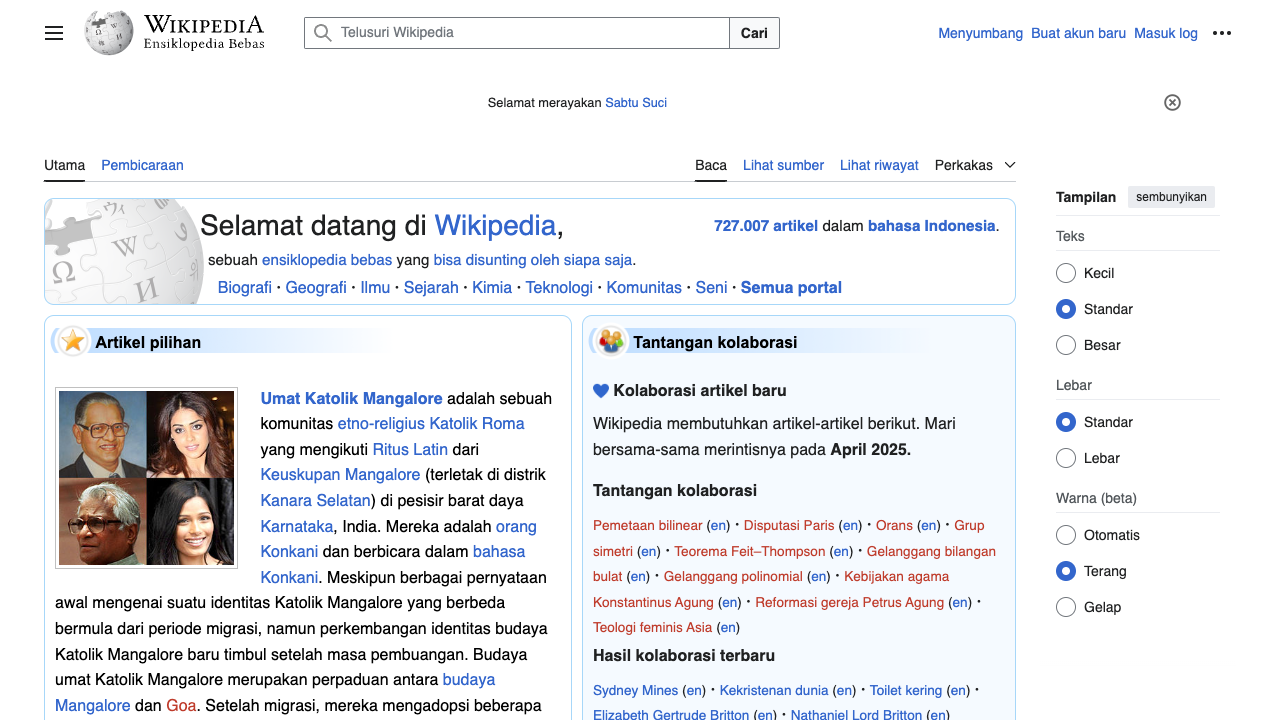 WIKIPEDIA
Ensiklopedia Bebas
Telusuri Wikipedia
Cari
Menyumbang Buat akun baru Masuk log
Selamat merayakan Sabtu Suci
Utama Pembicaraan
Baca Lihat sumber Lihat riwayat Perkakas
Selamat datang di Wikipedia,
727.007 artikel dalam bahasa Indonesia.
sebuah ensiklopedia bebas yang bisa disunting oleh siapa saja.
Biografi · Geografi · Ilmu · Sejarah · Kimia · Teknologi · Komunitas · Seni · Semua portal
Artikel pilihan
Umat Katolik Mangalore adalah sebuah
komunitas etno-religius Katolik Roma
yang mengikuti Ritus Latin dari
Keuskupan Mangalore (terletak di distrik
Kanara Selatan) di pesisir barat daya
Karnataka, India. Mereka adalah orang
Konkani dan berbicara dalam bahasa
Konkani. Meskipun berbagai pernyataan
awal mengenai suatu identitas Katolik Mangalore yang berbeda
bermula dari periode migrasi, namun perkembangan identitas budaya
Katolik Mangalore baru timbul setelah masa pembuangan. Budaya
umat Katolik Mangalore merupakan perpaduan antara budaya
Mangalore dan Goa. Setelah migrasi, mereka mengadopsi beberapa
Tantangan kolaborasi
Kolaborasi artikel baru
Wikipedia membutuhkan artikel-artikel berikut. Mari
bersama-sama merintisnya pada April 2025.
Tantangan kolaborasi
Pemetaan bilinear (en) · Disputasi Paris (en) · Orans (en) · Grup
simetri (en) · Teorema Feit–Thompson (en) · Gelanggang bilangan
bulat (en) · Gelanggang polinomial (en) · Kebijakan agama
Konstantinus Agung (en) · Reformasi gereja Petrus Agung (en) ·
Teologi feminis Asia (en)
Hasil kolaborasi terbaru
Sydney Mines (en) · Kekristenan dunia (en) · Toilet kering (en) ·
Elizabeth Gertrude Britton (en) · Nathaniel Lord Britton (en)
Tampilan sembunyikan
Teks
Kecil
Standar
Besar
Lebar
Standar
Lebar
Warna (beta)
Otomatis
Terang
Gelap